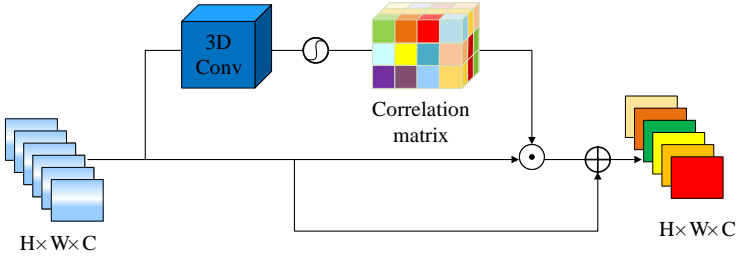 3D
Conv
Correlation
matrix
H×W×C
H×W×C